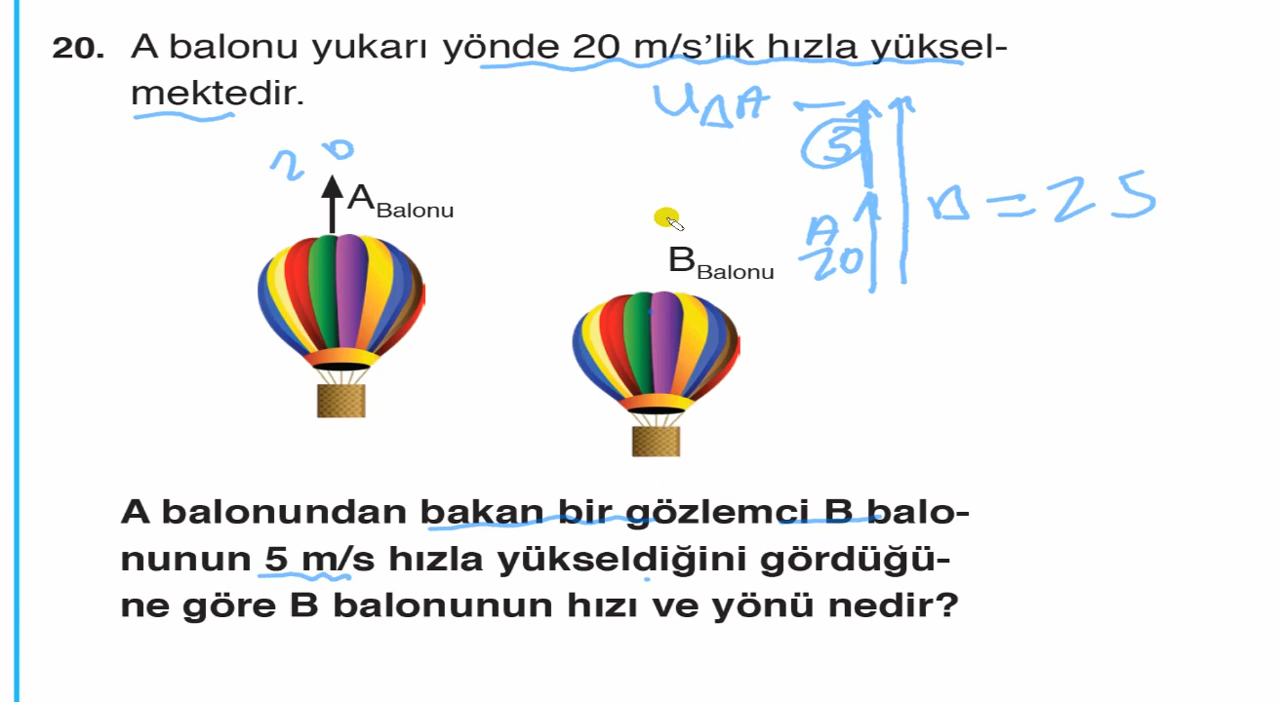 20. A balonu yukarı yönde 20 m/s’lik hızla yüksel-
mektedir.
20
A Balonu
B Balonu
5
A
20
= 25
A balonundan bakan bir gözlemci B balo-
nunun 5 m/s hızla yükseldiğini gördüğü-
ne göre B balonunun hızı ve yönü nedir?